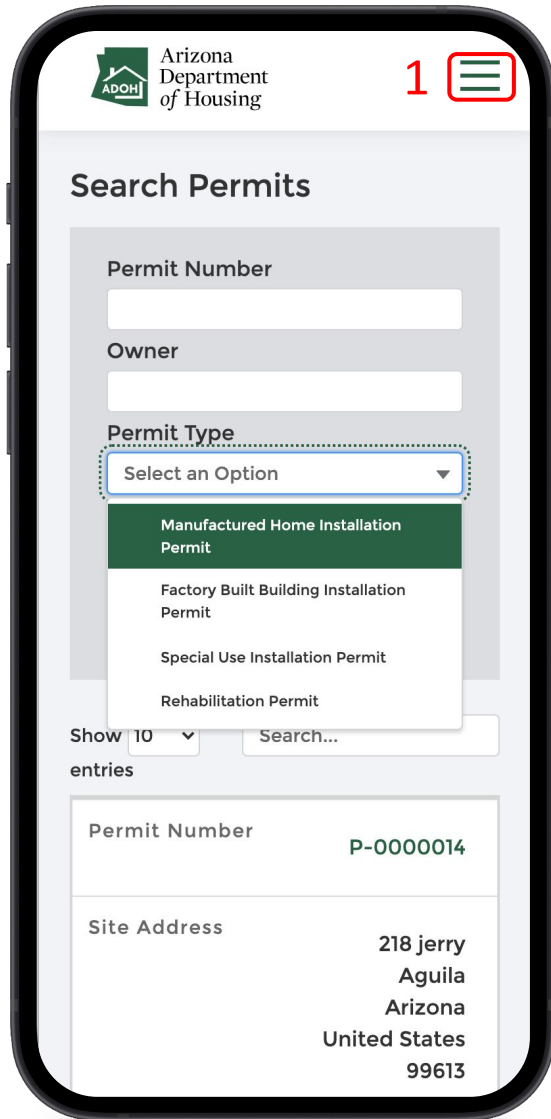 ADOH
Arizona
Department
of Housing
1
Search Permits
Permit Number
Owner
Permit Type
Select an Option
Manufactured Home Installation
Permit
Factory Built Building Installation
Permit
Special Use Installation Permit
Rehabilitation Permit
Show 10 Search...
entries
Permit Number
P-0000014
Site Address
218 jerry
Aguila
Arizona
United States
99613